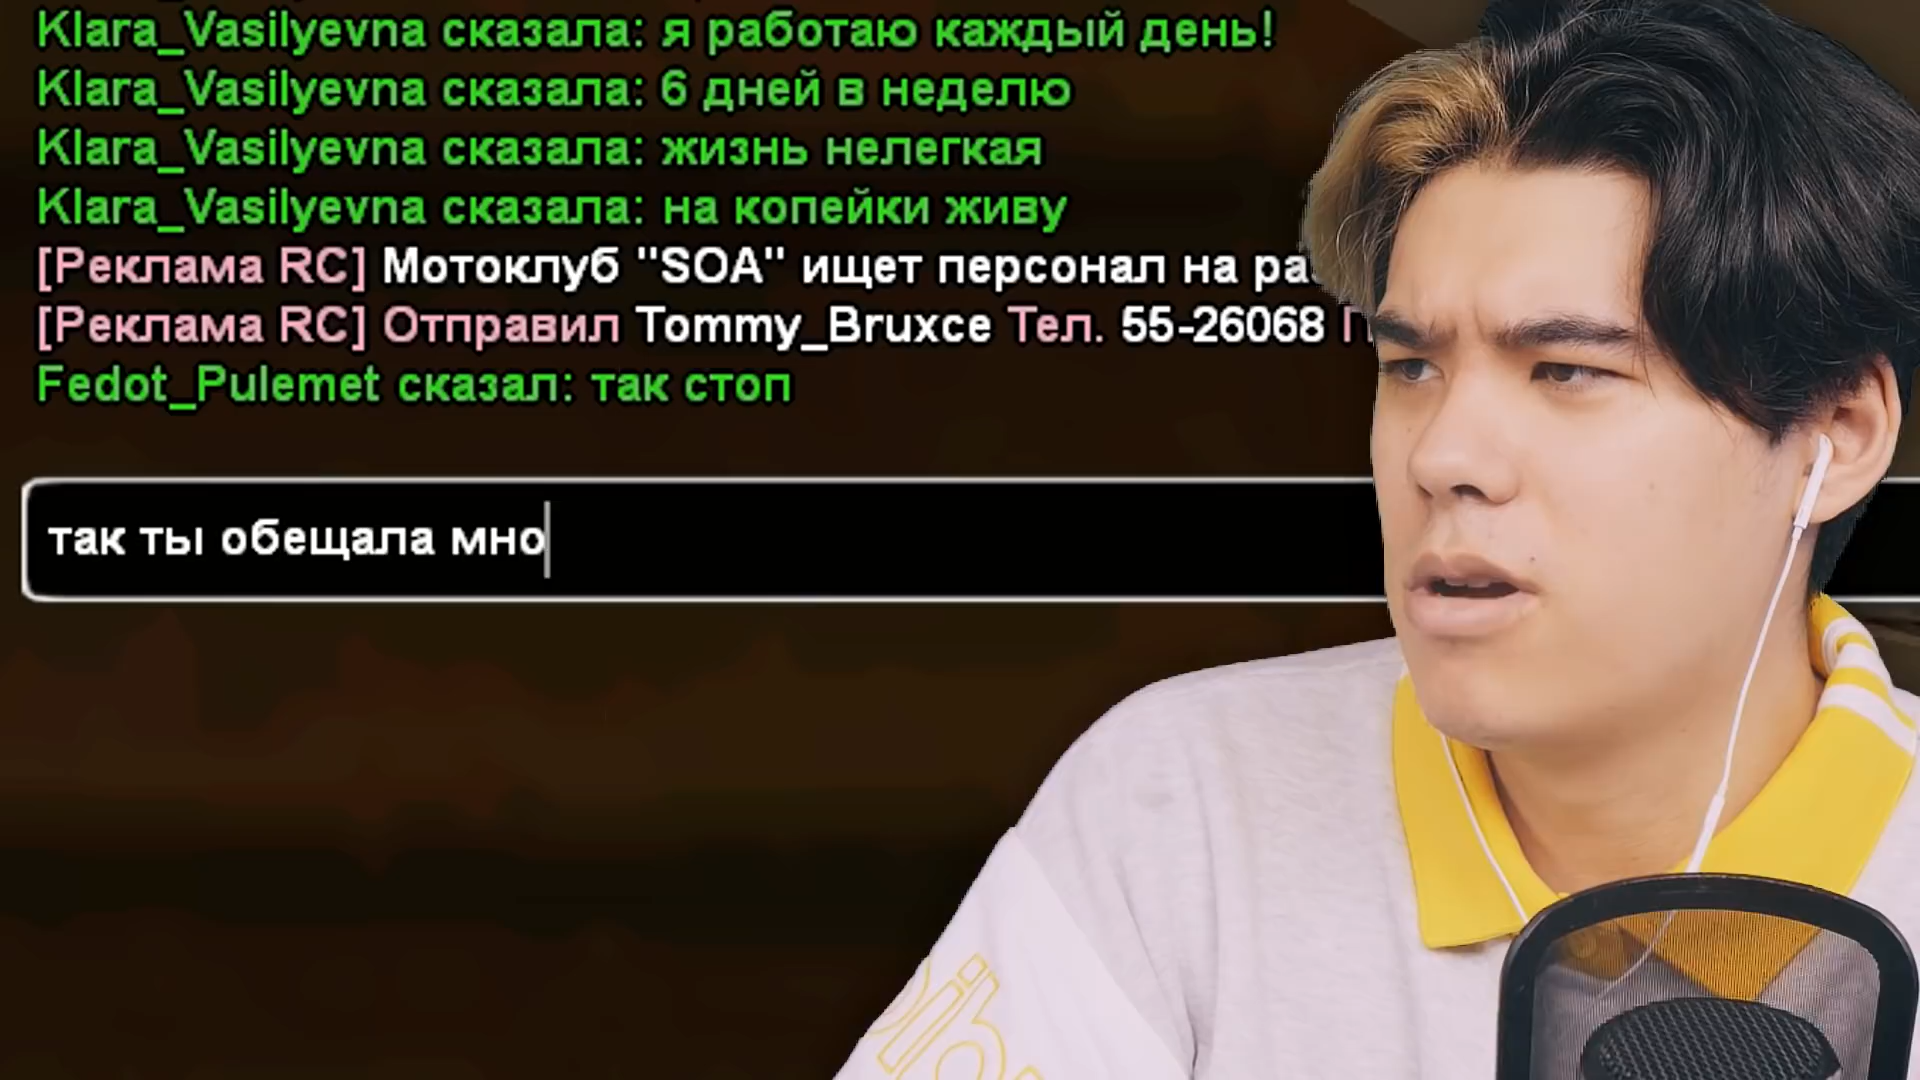 Klara_Vasilyevna сказала: я работаю каждый день!
Klara_Vasilyevna сказала: 6 дней в неделю
Klara_Vasilyevna сказала: жизнь нелегкая
Klara_Vasilyevna сказала: на копейки живу
[Реклама RC] Мотоклуб "SOA" ищет персонал на
[Реклама RC] Отправил Tommy_Bruxce Тел. 55-26068
Fedot_Pulemet сказал: так стоп
так ты обещала мно